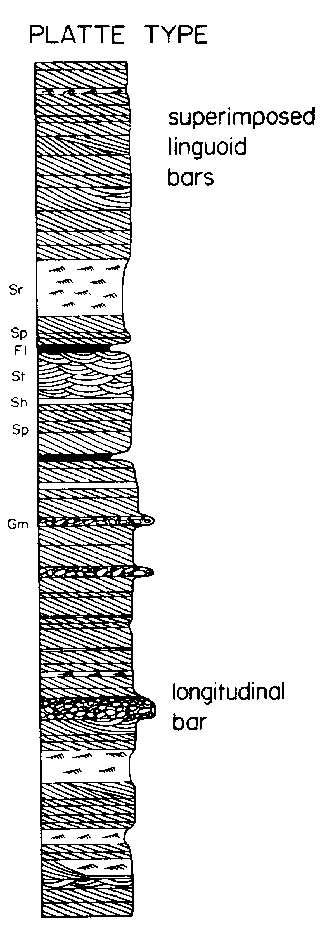 PLATTE TYPE
superimposed
linguoid
bars
Sr
Sp
Fl
St
Sh
Sp
Gm
longitudinal
bar